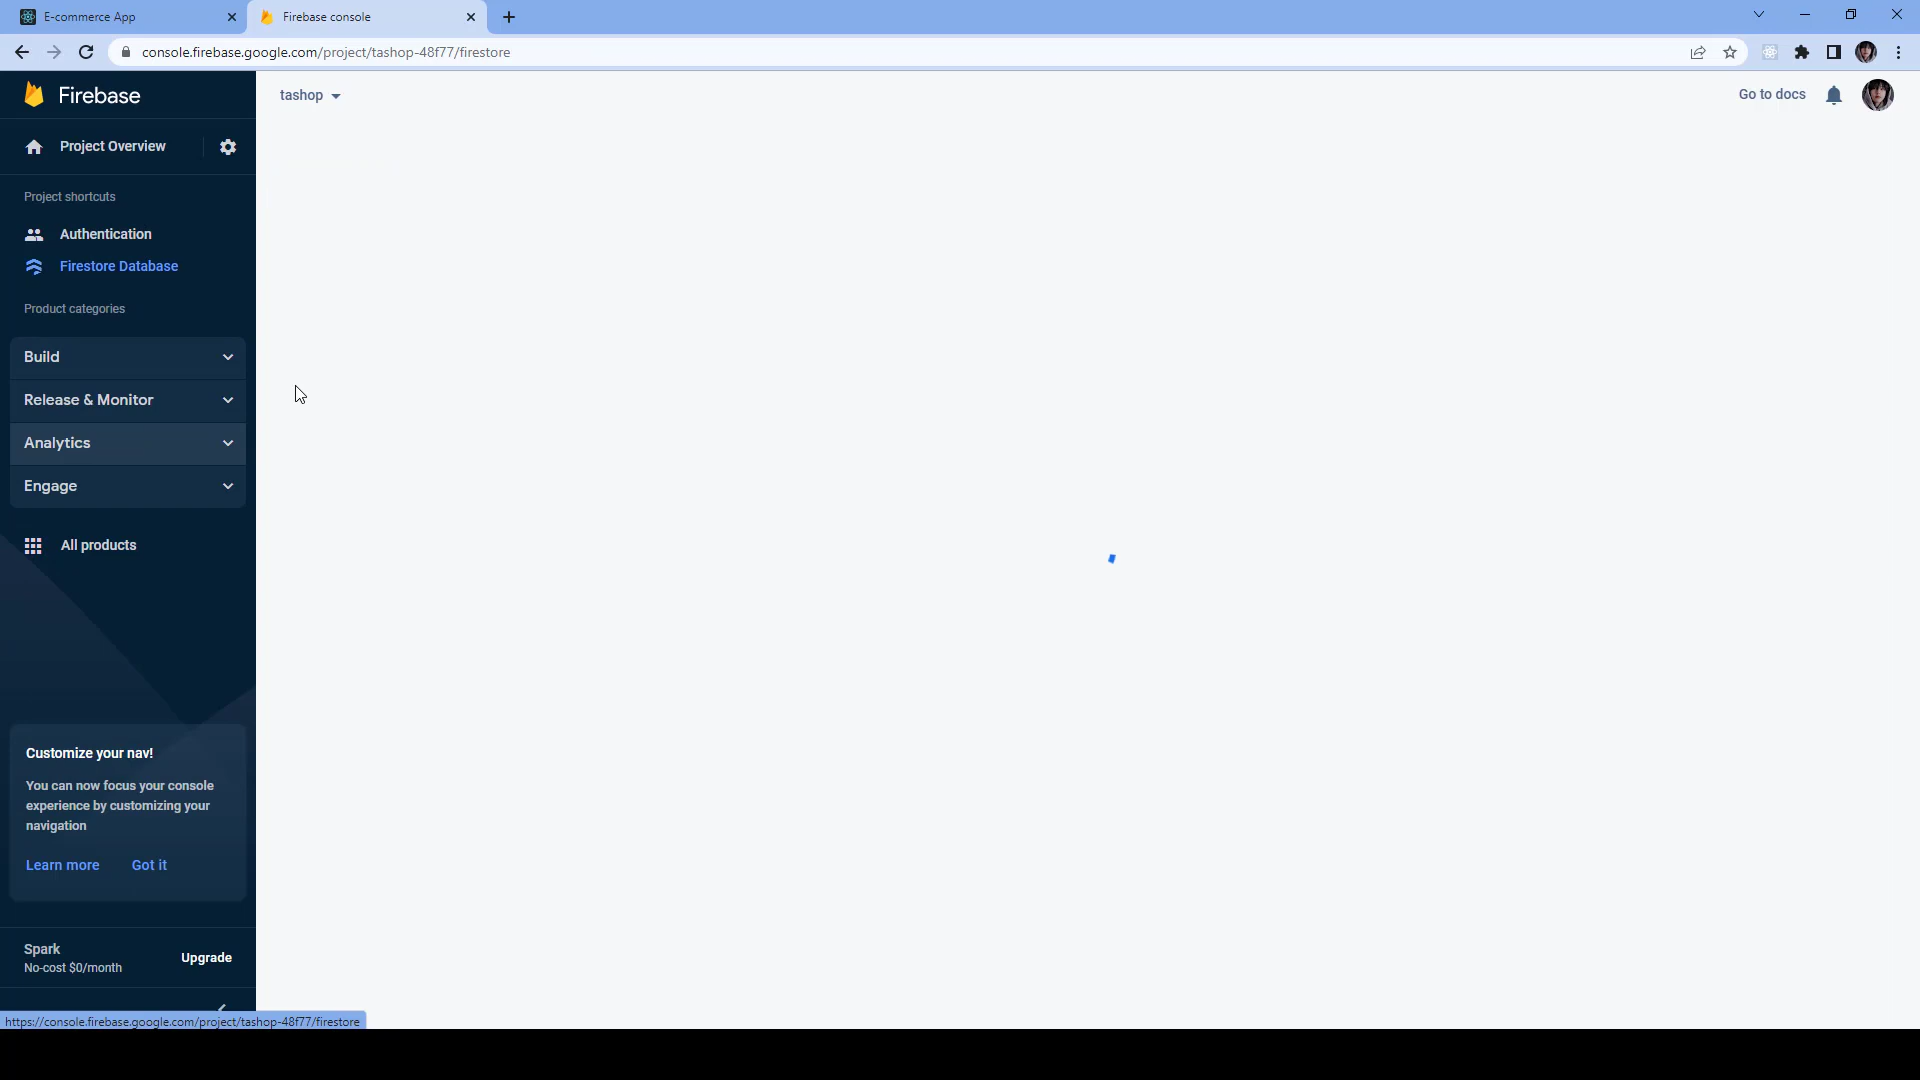 E-commerce App
Firebase console
console.firebase.google.com/project/tashop-48f77/firestore
Firebase
tashop
Go to docs
Project Overview
Project shortcuts
Authentication
Firestore Database
Product categories
Build
Release & Monitor
Analytics
Engage
All products
Customize your nav!
You can now focus your console
experience by customizing your
navigation
Learn more Got it
Spark
No-cost $0/month
Upgrade
https://console.firebase.google.com/project/tashop-48f77/firestore